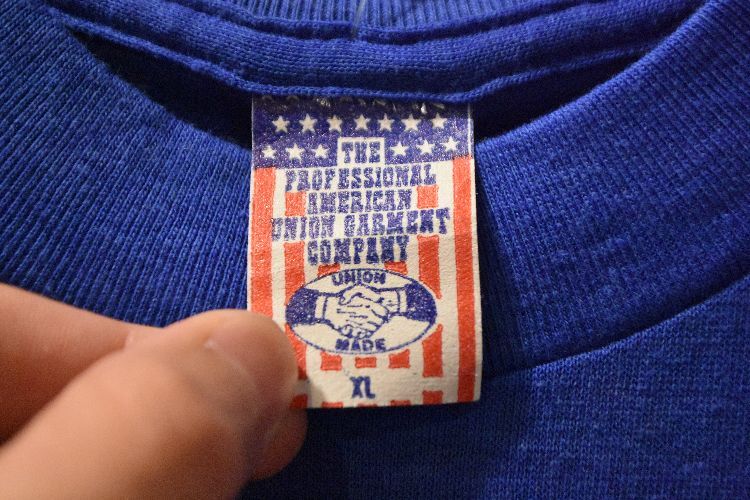 THE
PROFESSIONAL
AMERICAN
UNION GARMENT
COMPANY
UNION
MADE
XL